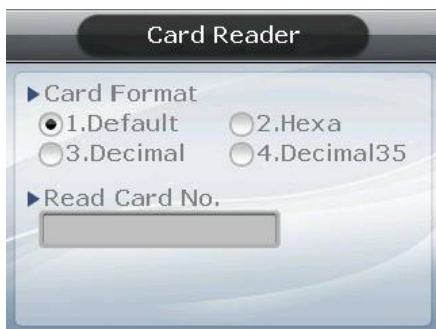 Card Reader
Card Format
1.Default 2.Hexa
3.Decimal 4.Decimal35
Read Card No.